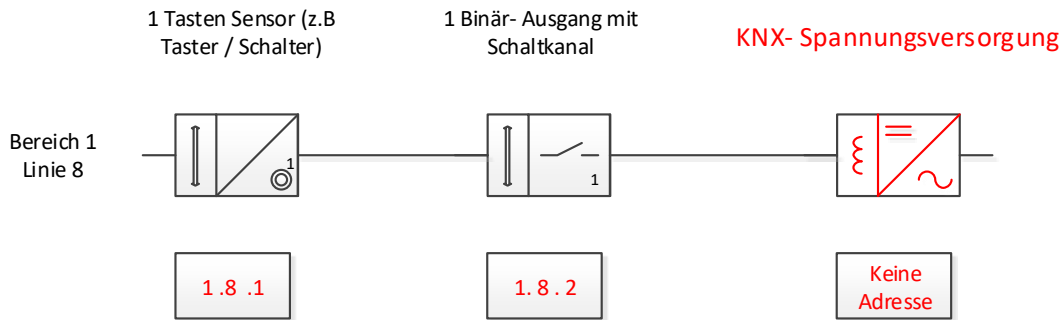 1 Tasten Sensor (z.B
Taster / Schalter)
1 Binär- Ausgang mit
Schaltkanal
KNX- Spannungsversorgung
Bereich 1
Linie 8
1
1
1 .8 .1
1. 8 . 2
Keine
Adresse